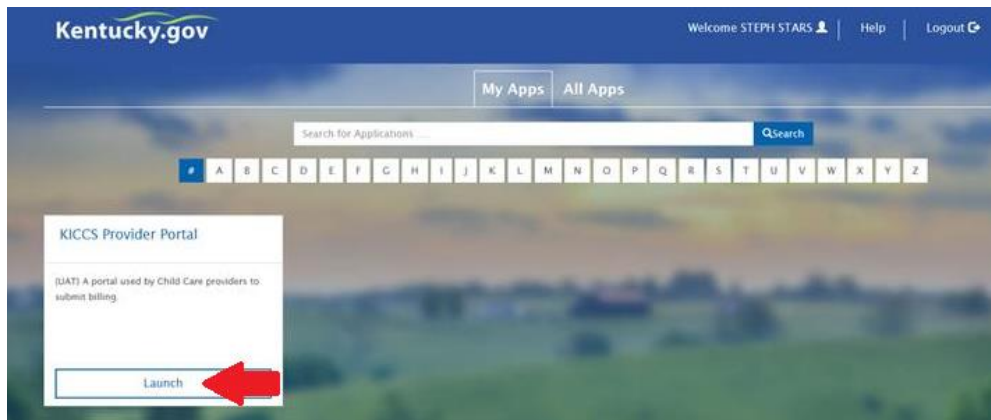 Kentucky.gov
Welcome STEPH STARS
Help
Logout
My Apps
All Apps
Search for Applications ....
Search
# A B C D E F G H I J K L M N O P Q R S T U V W X Y Z
KICCS Provider Portal
(UAT) A portal used by Child Care providers to
submit billing.
Launch